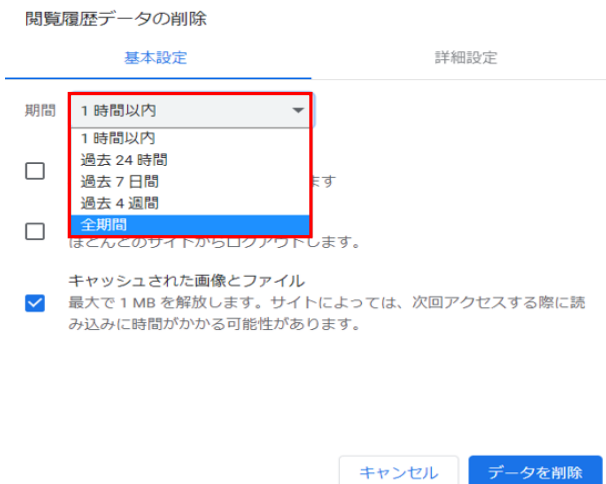 閲覧履歴データの削除
基本設定 詳細設定
期間 1 時間以内
1 時間以内
過去 24 時間
過去 7 日間
過去 4 週間
全期間
ます
ほとんどのサイトからログアウトします。
キャッシュされた画像とファイル
最大で 1 MB を解放します。サイトによっては、次回アクセスする際に読
み込みに時間がかかる可能性があります。
キャンセル データを削除